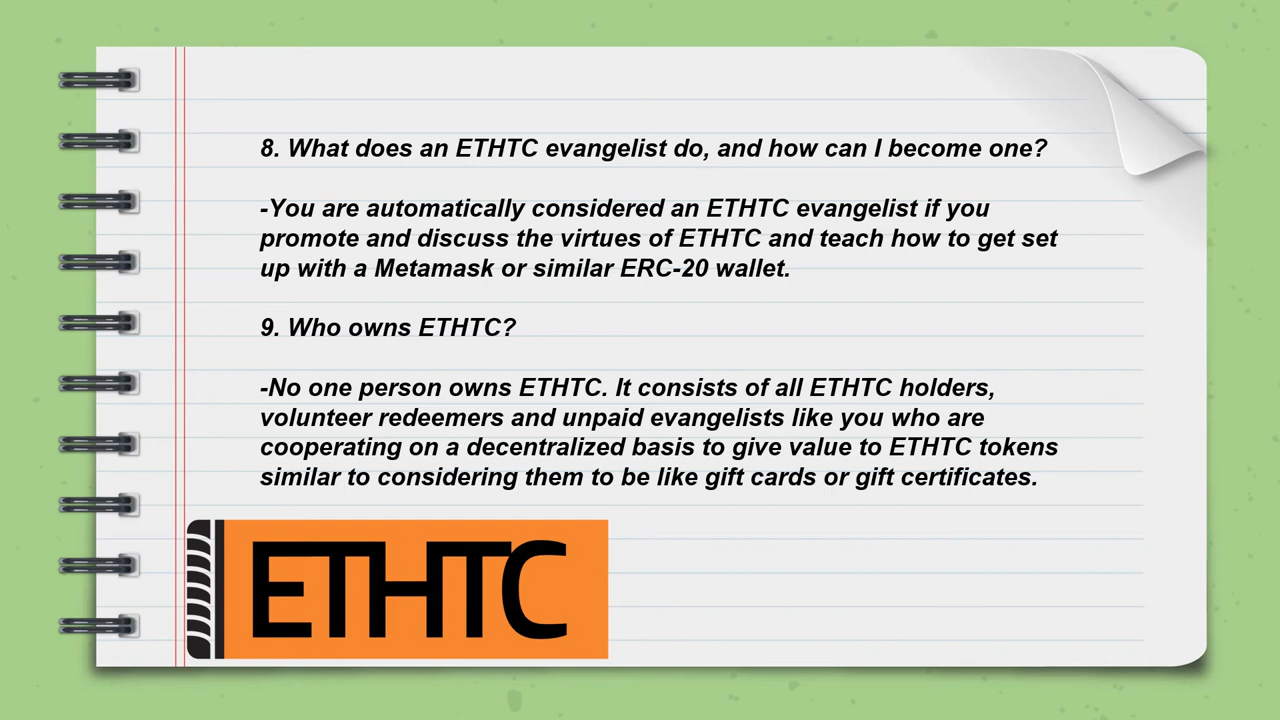 8. What does an ETHTC evangelist do, and how can I become one?
-You are automatically considered an ETHTC evangelist if you
promote and discuss the virtues of ETHTC and teach how to get set
up with a Metamask or similar ERC-20 wallet.
9. Who owns ETHTC?
-No one person owns ETHTC. It consists of all ETHTC holders,
volunteer redeemers and unpaid evangelists like you who are
cooperating on a decentralized basis to give value to ETHTC tokens
similar to considering them to be like gift cards or gift certificates.
ETHTC